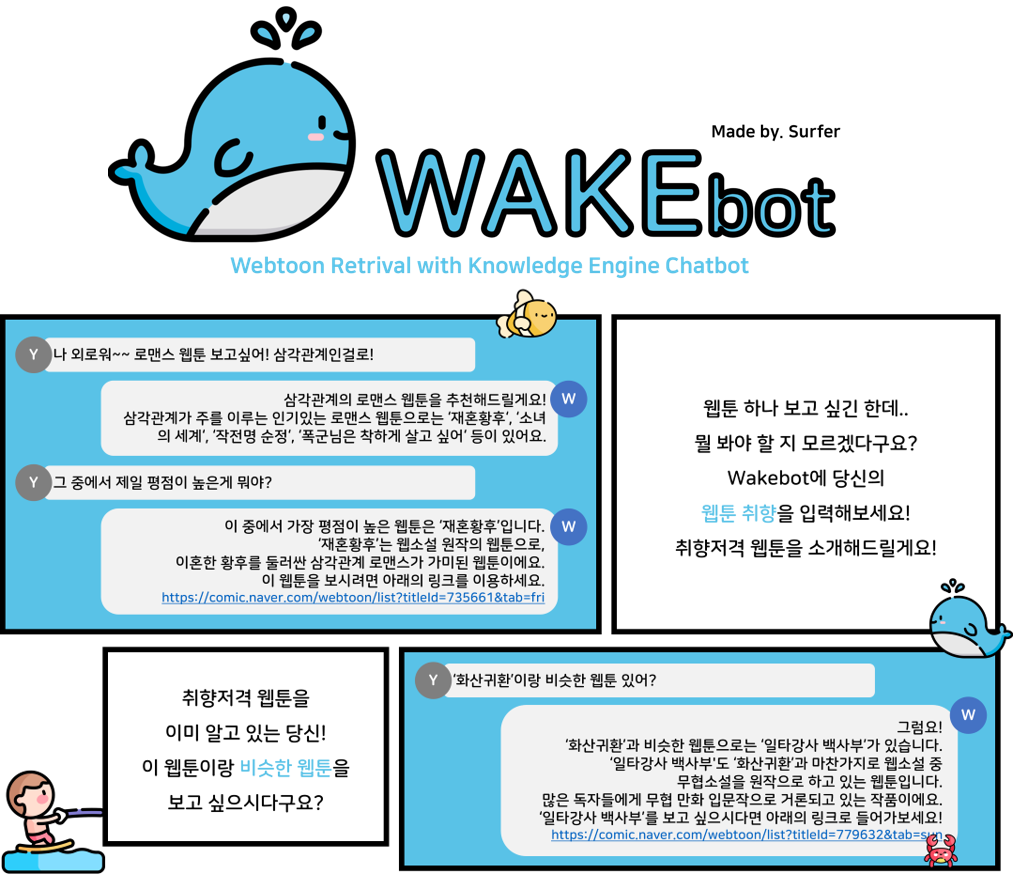 Made by. Surfer
WAKEbot
Webtoon Retrival with Knowledge Engine Chatbot
Y
나 외로워~~ 로맨스 웹툰 보고싶어! 삼각관계인걸로!
W
삼각관계의 로맨스 웹툰을 추천해드릴게요!
삼각관계가 주를 이루는 인기있는 로맨스 웹툰으로는 ‘재혼황후’, ‘소녀
의 세계’, ‘작전명 순정’, ‘폭군님은 착하게 살고 싶어’ 등이 있어요.
Y
그 중에서 제일 평점이 높은게 뭐야?
W
이 중에서 가장 평점이 높은 웹툰은 ‘재혼황후’입니다.
‘재혼황후’는 웹소설 원작의 웹툰으로,
이혼한 황후를 둘러싼 삼각관계 로맨스가 가미된 웹툰이에요.
이 웹툰을 보시려면 아래의 링크를 이용하세요.
https://comic.naver.com/webtoon/list?titleId=735661&tab=fri
웹툰 하나 보고 싶긴 한데..
뭘 봐야 할 지 모르겠다구요?
Wakebot에 당신의
웹툰 취향을 입력해보세요!
취향저격 웹툰을 소개해드릴게요!
취향저격 웹툰을
이미 알고 있는 당신!
이 웹툰이랑 비슷한 웹툰을
보고 싶으시다구요?
Y
‘화산귀환’이랑 비슷한 웹툰 있어?
W
그럼요!
‘화산귀환’과 비슷한 웹툰으로는 ‘일타강사 백사부’가 있습니다.
‘일타강사 백사부'도 ‘화산귀환’과 마찬가지로 웹소설 중
무협소설을 원작으로 하고 있는 웹툰입니다.
많은 독자들에게 무협 만화 입문작으로 거론되고 있는 작품이에요.
‘일타강사 백사부’를 보고 싶으시다면 아래의 링크로 들어가보세요!
https://comic.naver.com/webtoon/list?titleId=779632&tab=sun